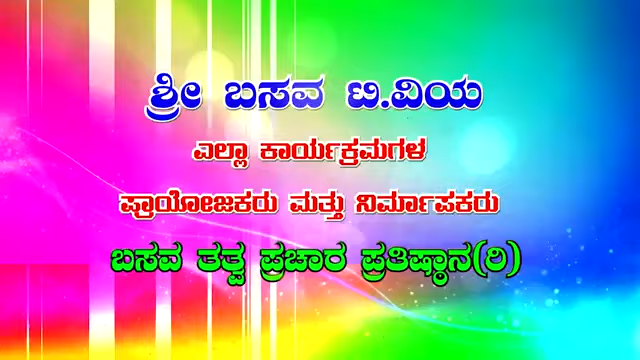 ಶ್ರೀ ಬಸವ ಟಿ.ವಿಯ
ಎಲ್ಲಾ ಕಾರ್ಯಕ್ರಮಗಳ
ಪ್ರಾಯೋಜಕರು ಮತ್ತು ನಿರ್ಮಾಪಕರು
ಬಸವ ತತ್ವ ಪ್ರಚಾರ ಪ್ರತಿಷ್ಠಾನ(ರಿ)